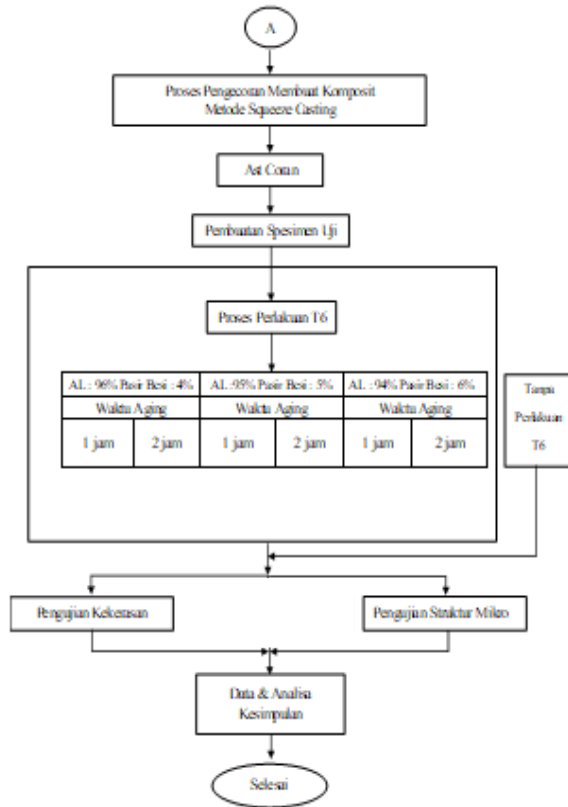 A
Proses Pengecoran Membuat Komposit
Metode Squeeze Casting
Ast Coran
Pembuatan Spesimen Uji
Proses Perlakuan T6
AL : 96% Pasir Besi : 4% AL :95% Pasir Besi : 5% AL : 94% Pasir Besi : 6%
Waktu Aging Waktu Aging Waktu Aging
1 jam 2 jam 1 jam 2 jam 1 jam 2 jam
Tanpa
Perlakuan
T6
Pengujian Kekerasan Pengujian Struktur Mikro
Data & Analisa
Kesimpulan
Selesai